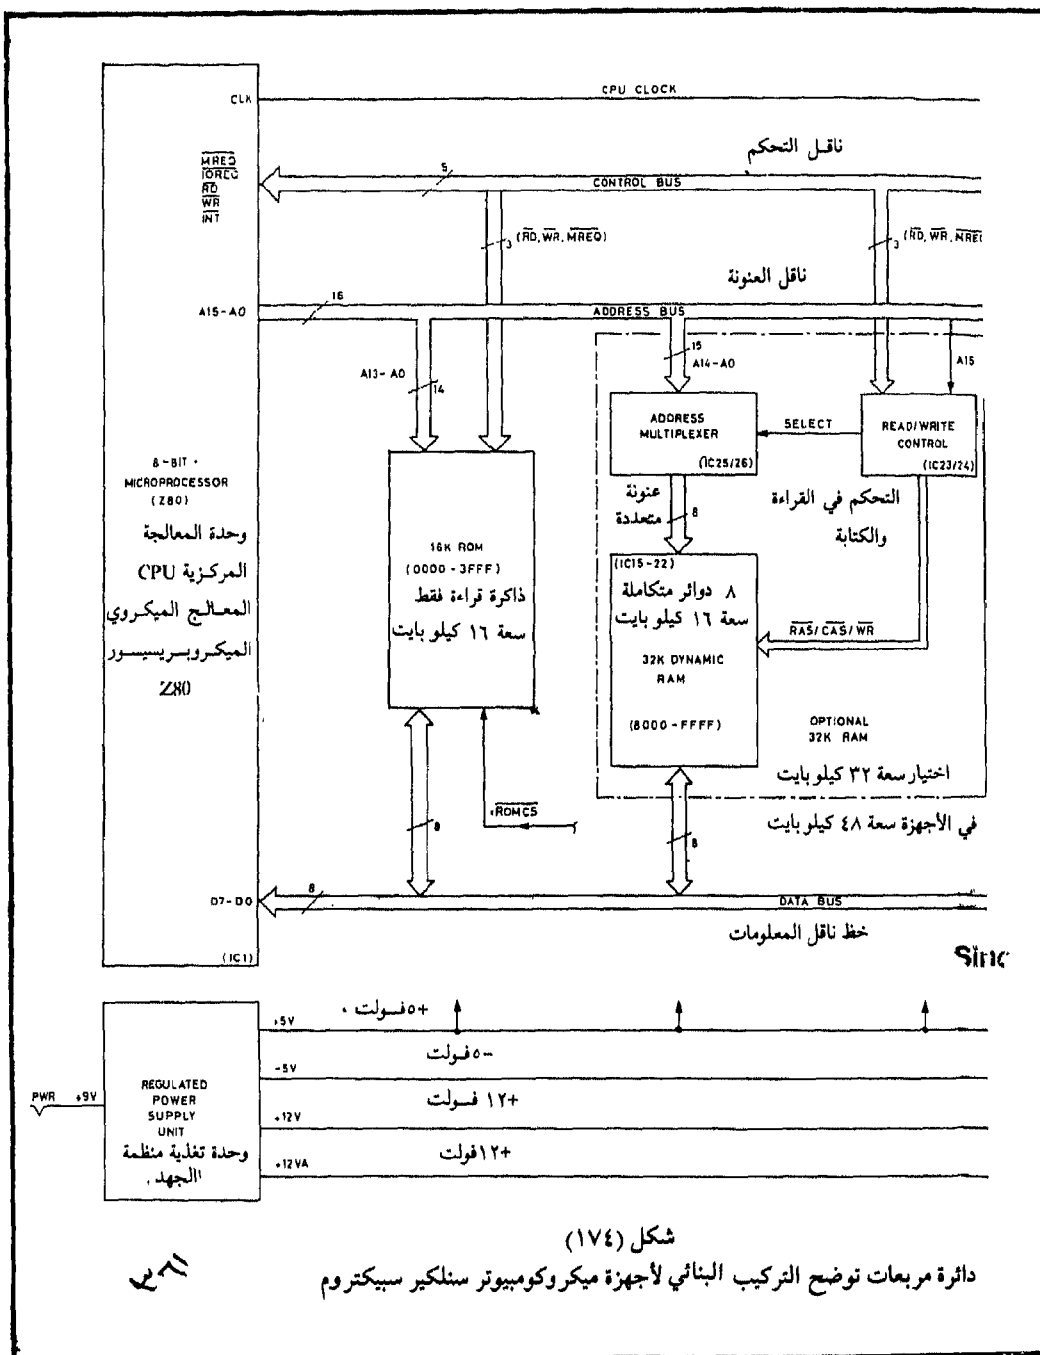 CLK
CPU CLOCK
MREQ
IOREQ
RD
WR
INT
ناقل التحكم
5
CONTROL BUS
3 (RD, WR, MREQ)
3 (RD, WR, MREQ
ناقل العنونة
A15-A0
16
ADDRESS BUS
A13-A0
14
15
A14-A0
A15
ADDRESS
MULTIPLEXER
(IC25/26)
SELECT
READ/WRITE
CONTROL
(IC23/24)
عنونة
متعددة
8
التحكم في القراءة
والكتابة
8-BIT
MICROPROCESSOR
(Z80)
وحدة المعالجة
المركزية CPU
المعالج الميكروي
الميكروبريسيسور
Z80
16K ROM
(0000-3FFF)
ذاكرة قراءة فقط
سعة ١٦ كيلو بايت
(IC15-22)
٨ دوائر متكاملة
سعة ١٦ كيلو بايت
32K DYNAMIC
RAM
(8000-FFFF)
RAS/CAS/WR
OPTIONAL
32K RAM
اختيار سعة ٣٢ كيلو بايت
في الأجهزة سعة ٤٨ كيلو بايت
ROMCS
8
8
D7-D0
8
DATA BUS
خظ ناقل المعلومات
(IC1)
Sinc
+5V
+٥ فولت
-5V
-٥ فولت
PWR +9V
REGULATED
POWER
SUPPLY
UNIT
وحدة تغذية منظمة
الجهد
+12V
+١٢ فولت
+12VA
+١٢ فولت
شكل (١٧٤)
دائرة مربعات توضح التركيب البنائي لأجهزة ميكروكومبيوتر سنلكير سبيكتروم
٣٦١